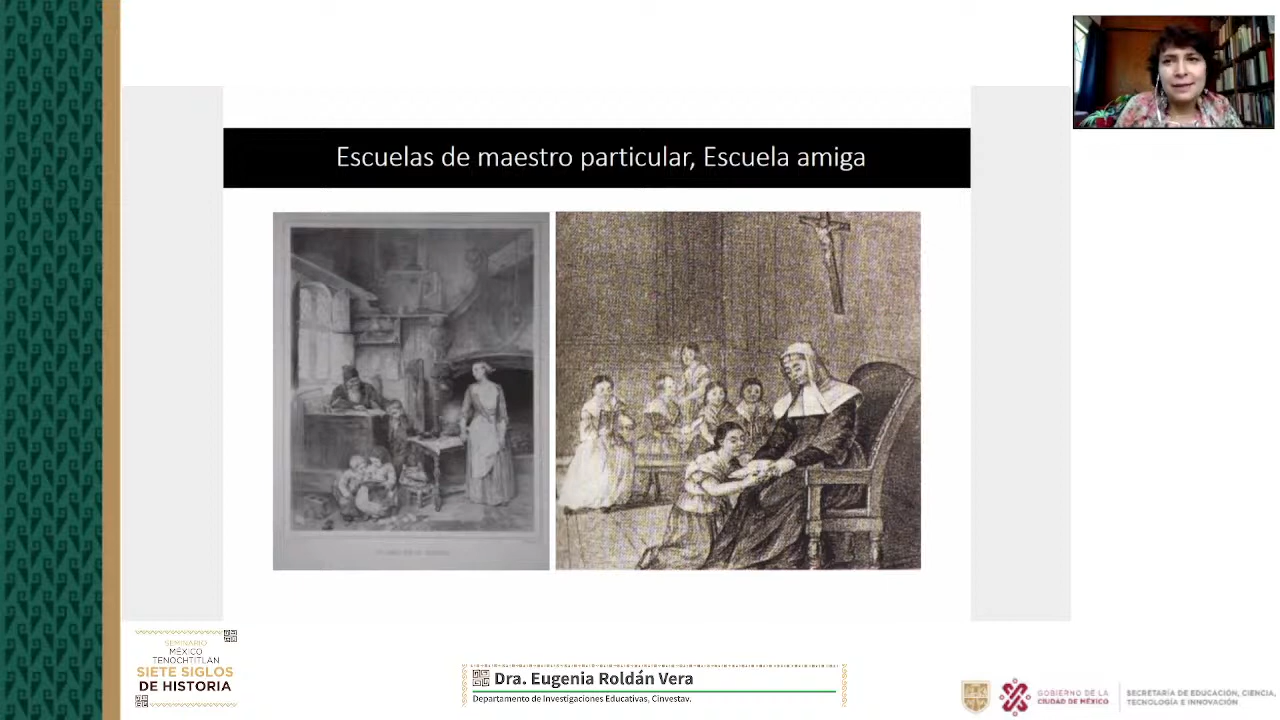 Escuelas de maestro particular, Escuela amiga
SEMINARIO
MÉXICO
TENOCHTITLAN
SIETE SIGLOS
DE HISTORIA
Dra. Eugenia Roldán Vera
Departamento de Investigaciones Educativas, Cinvestav.
GOBIERNO DE LA
CIUDAD DE MÉXICO
SECRETARÍA DE EDUCACIÓN, CIENCIA,
TECNOLOGÍA E INNOVACIÓN